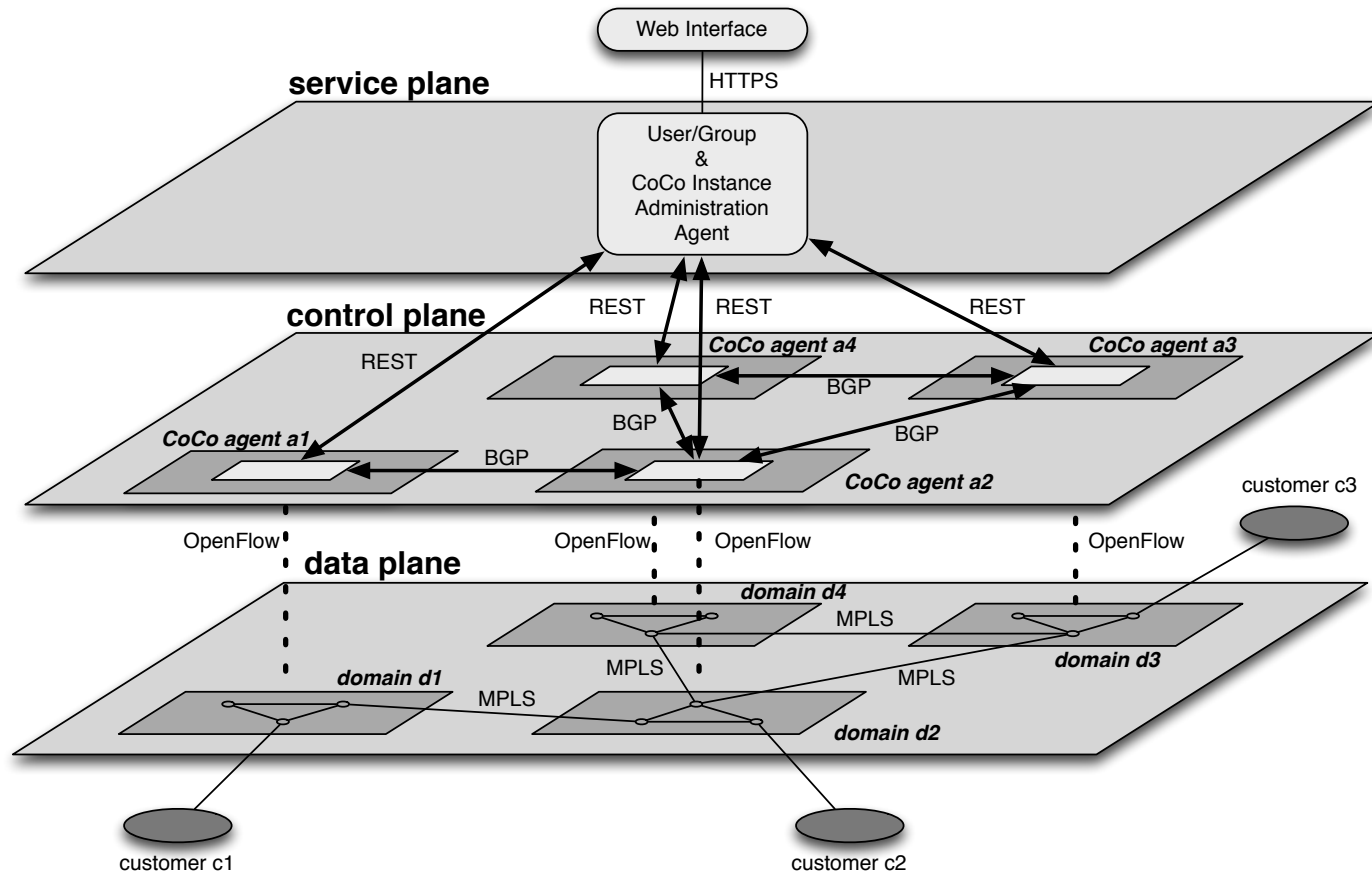 Web Interface
HTTPS
service plane
User/Group
&
CoCo Instance
Administration
Agent
REST
REST
REST
REST
control plane
CoCo agent a4
CoCo agent a3
BGP
BGP
BGP
CoCo agent a1
BGP
CoCo agent a2
customer c3
OpenFlow
OpenFlow
OpenFlow
OpenFlow
data plane
domain d4
MPLS
domain d3
MPLS
MPLS
domain d1
MPLS
domain d2
customer c1
customer c2